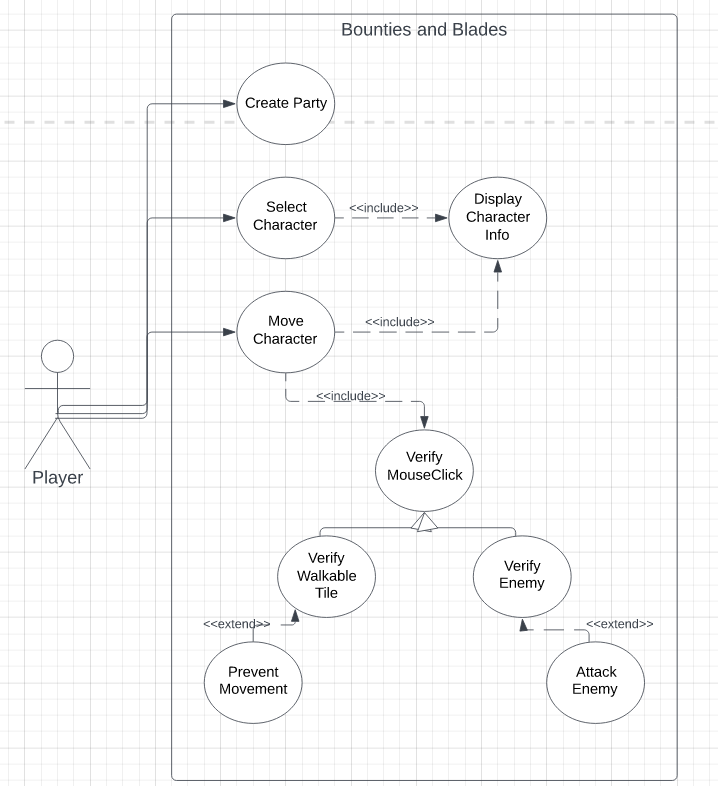 Bounties and Blades
Create Party
Select
Character
<<include>>
Display
Character
Info
Move
Character
<<include>>
<<include>>
Player
Verify
MouseClick
Verify
Walkable
Tile
Verify
Enemy
<<extend>>
<<extend>>
Prevent
Movement
Attack
Enemy